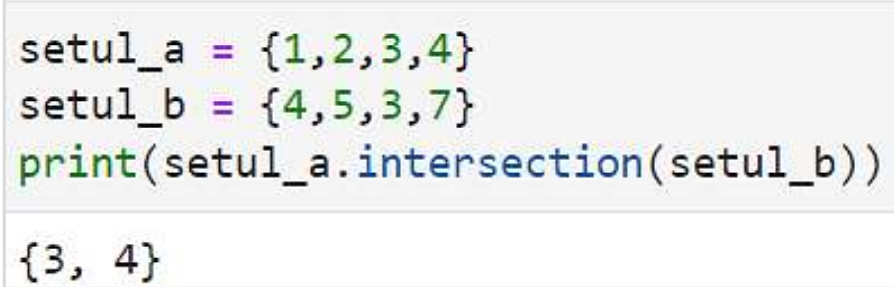 setul_a = {1,2,3,4}
setul_b = {4,5,3,7}
print(setul_a.intersection(setul_b))
{3, 4}